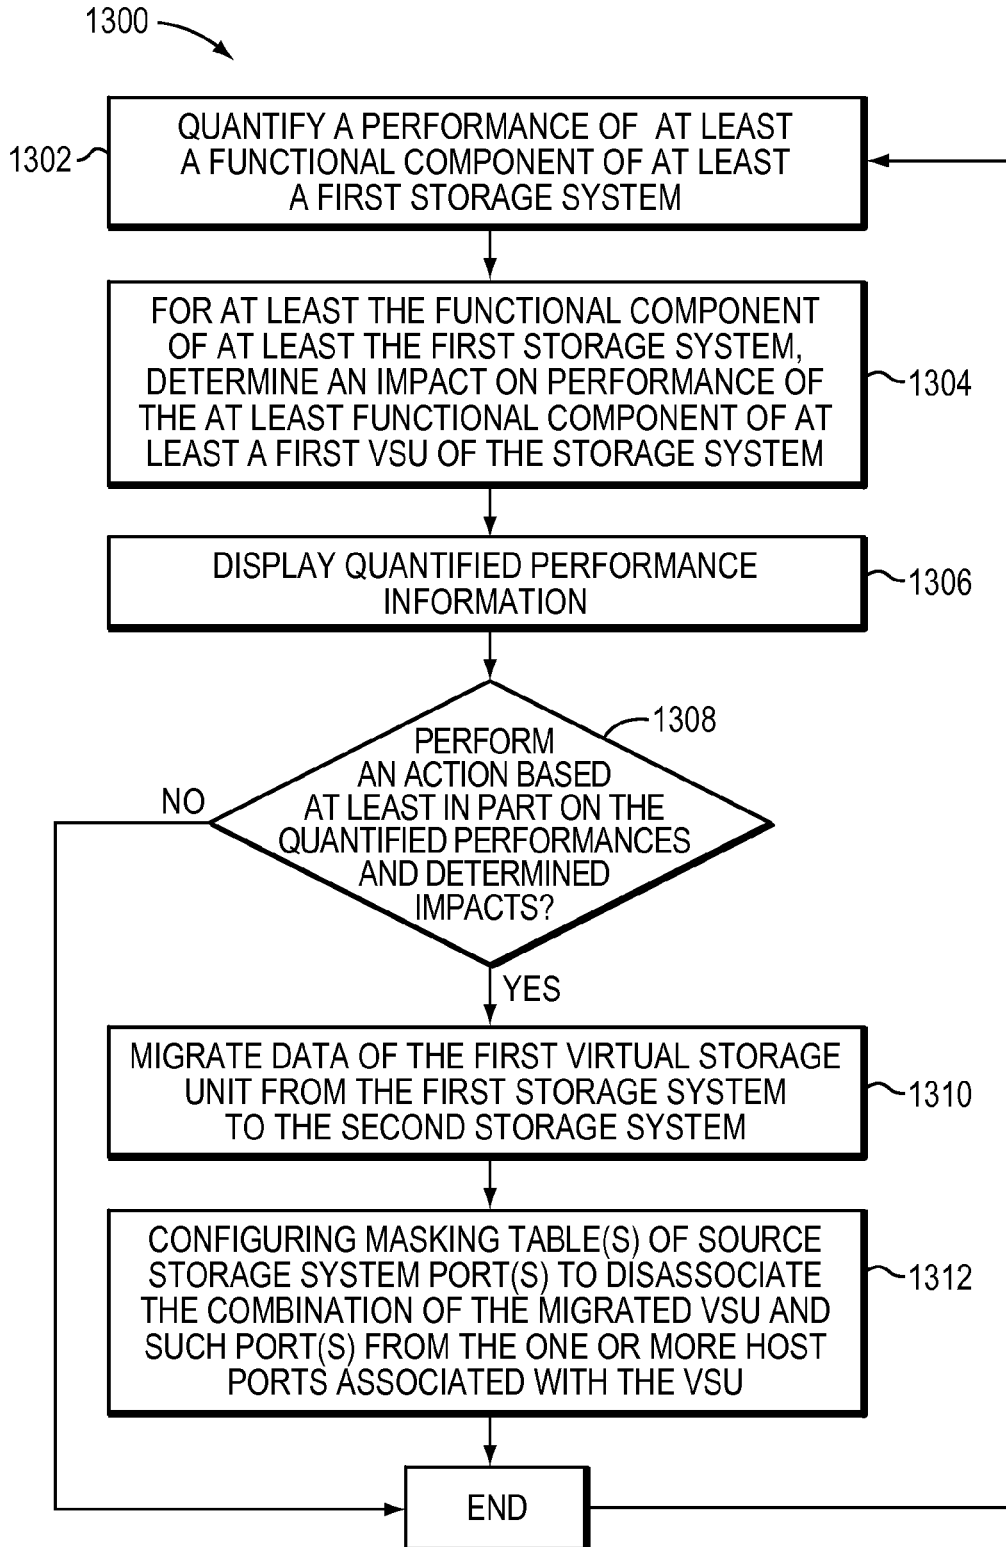 1300
QUANTIFY A PERFORMANCE OF AT LEAST
A FUNCTIONAL COMPONENT OF AT LEAST
A FIRST STORAGE SYSTEM
1302
FOR AT LEAST THE FUNCTIONAL COMPONENT
OF AT LEAST THE FIRST STORAGE SYSTEM,
DETERMINE AN IMPACT ON PERFORMANCE OF
THE AT LEAST FUNCTIONAL COMPONENT OF AT
LEAST A FIRST VSU OF THE STORAGE SYSTEM
1304
DISPLAY QUANTIFIED PERFORMANCE
INFORMATION
1306
1308
PERFORM
AN ACTION BASED
AT LEAST IN PART ON THE
QUANTIFIED PERFORMANCES
AND DETERMINED
IMPACTS?
NO
YES
MIGRATE DATA OF THE FIRST VIRTUAL STORAGE
UNIT FROM THE FIRST STORAGE SYSTEM
TO THE SECOND STORAGE SYSTEM
1310
CONFIGURING MASKING TABLE(S) OF SOURCE
STORAGE SYSTEM PORT(S) TO DISASSOCIATE
THE COMBINATION OF THE MIGRATED VSU AND
SUCH PORT(S) FROM THE ONE OR MORE HOST
PORTS ASSOCIATED WITH THE VSU
1312
END